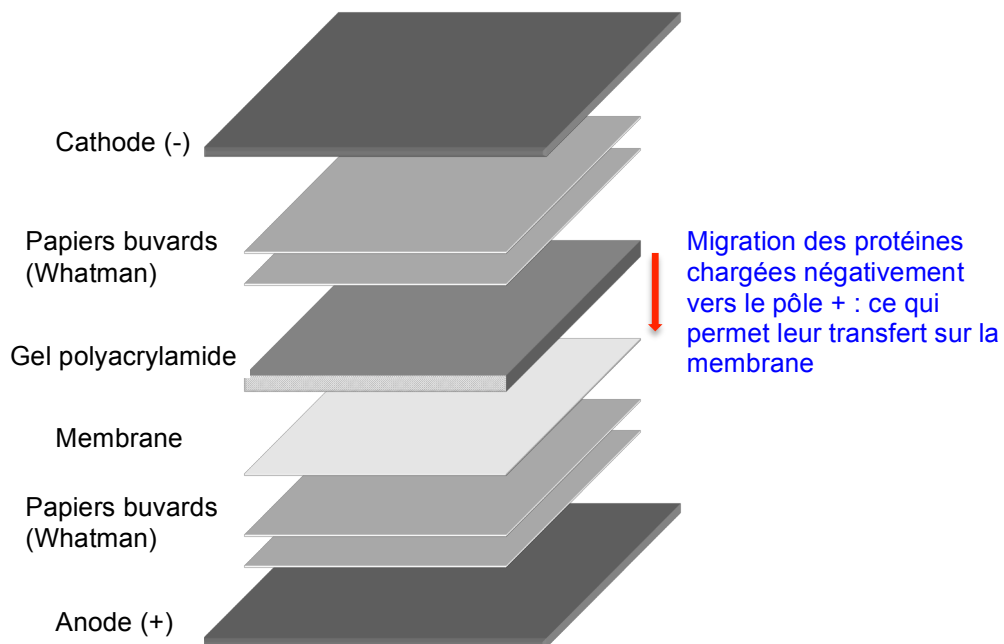 Cathode (-)
Papiers buvards
(Whatman)
Migration des protéines
chargées négativement
vers le pôle + : ce qui
permet leur transfert sur la
membrane
Gel polyacrylamide
Membrane
Papiers buvards
(Whatman)
Anode (+)